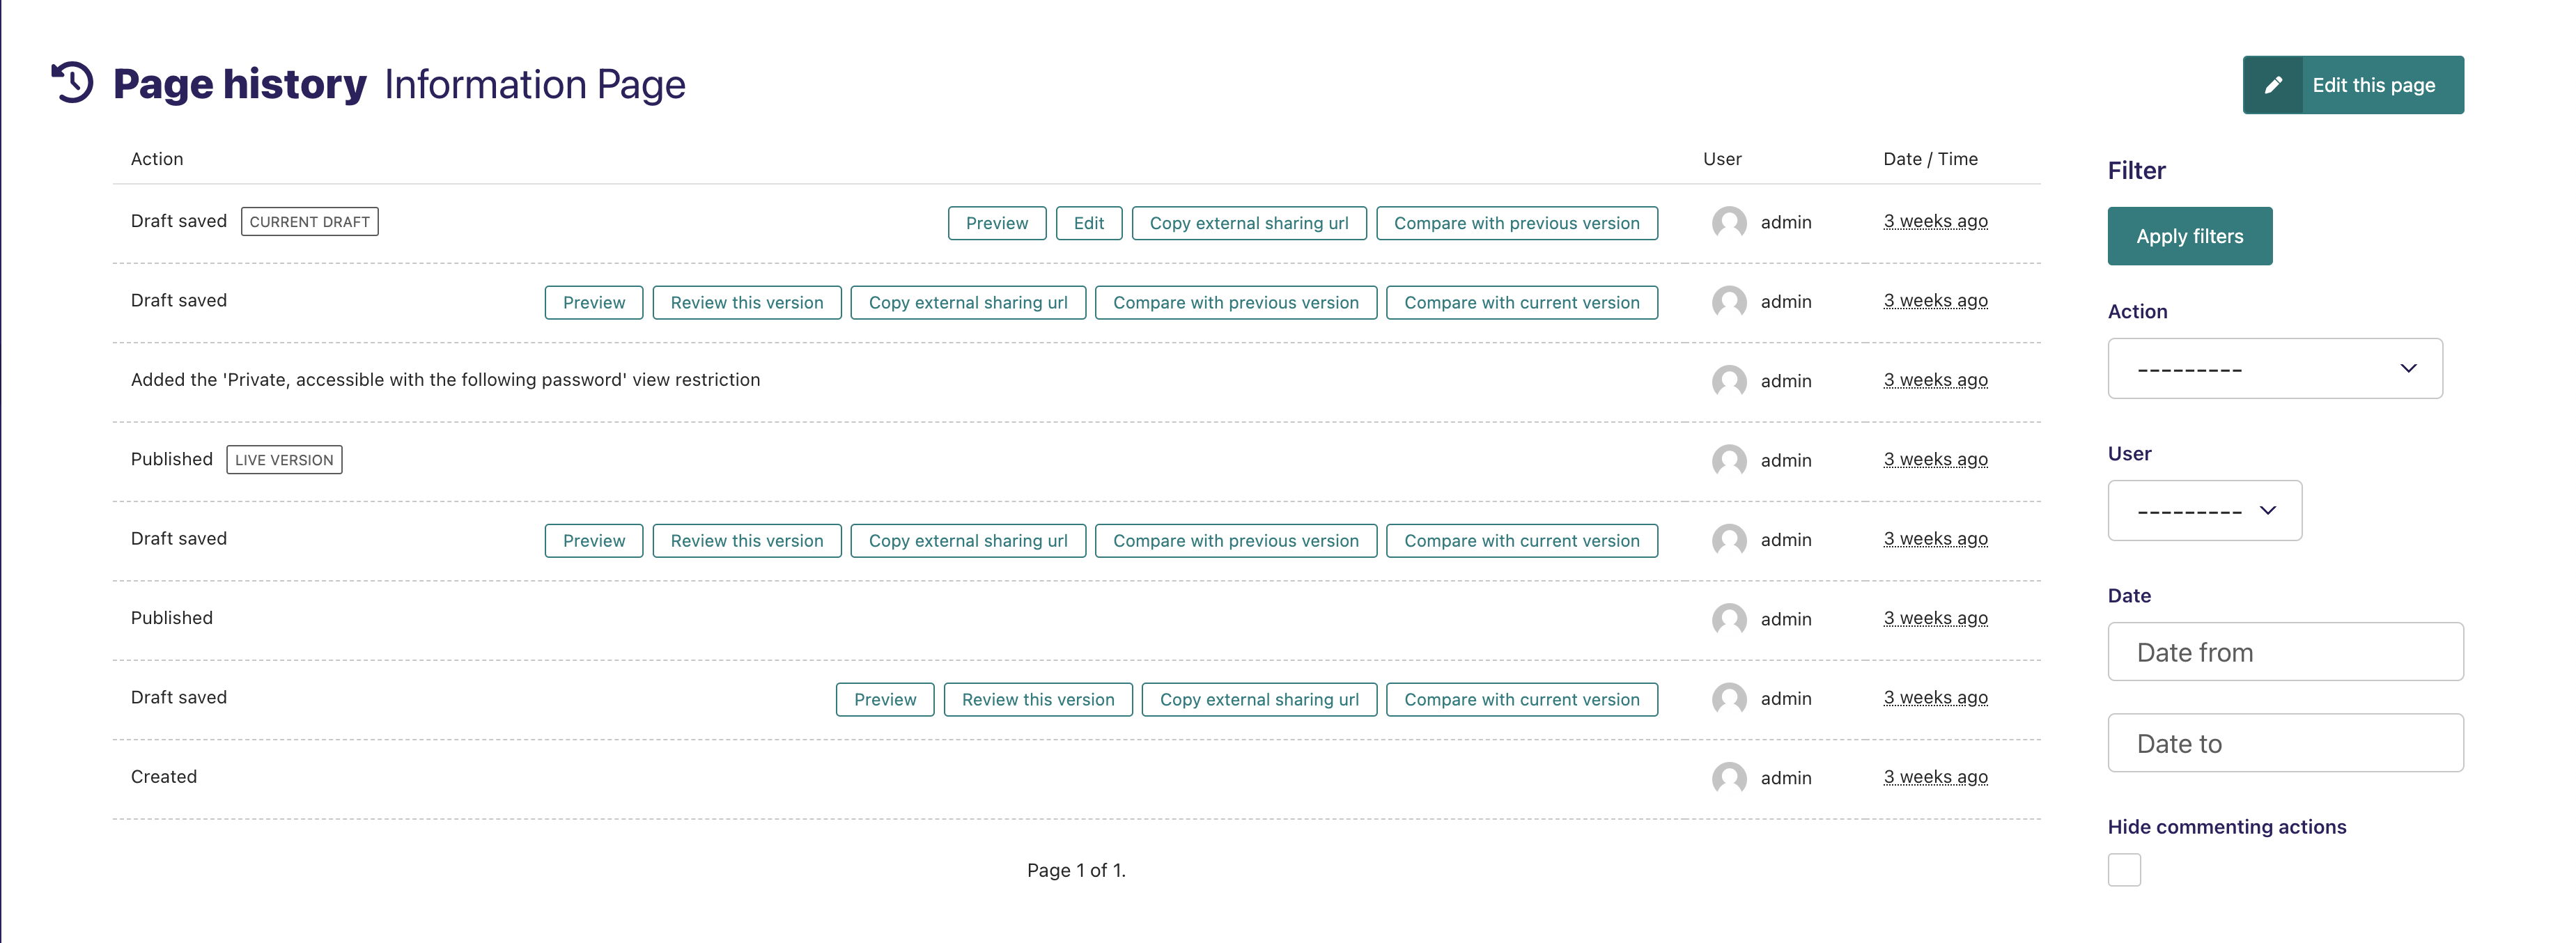 Page history Information Page
Edit this page
Action User Date / Time
Draft saved CURRENT DRAFT Preview Edit Copy external sharing url Compare with previous version admin 3 weeks ago
Draft saved Preview Review this version Copy external sharing url Compare with previous version Compare with current version admin 3 weeks ago
Added the 'Private, accessible with the following password' view restriction admin 3 weeks ago
Published LIVE VERSION admin 3 weeks ago
Draft saved Preview Review this version Copy external sharing url Compare with previous version Compare with current version admin 3 weeks ago
Published admin 3 weeks ago
Draft saved Preview Review this version Copy external sharing url Compare with current version admin 3 weeks ago
Created admin 3 weeks ago
Page 1 of 1.
Filter
Apply filters
Action
---------
User
---------
Date
Date from
Date to
Hide commenting actions